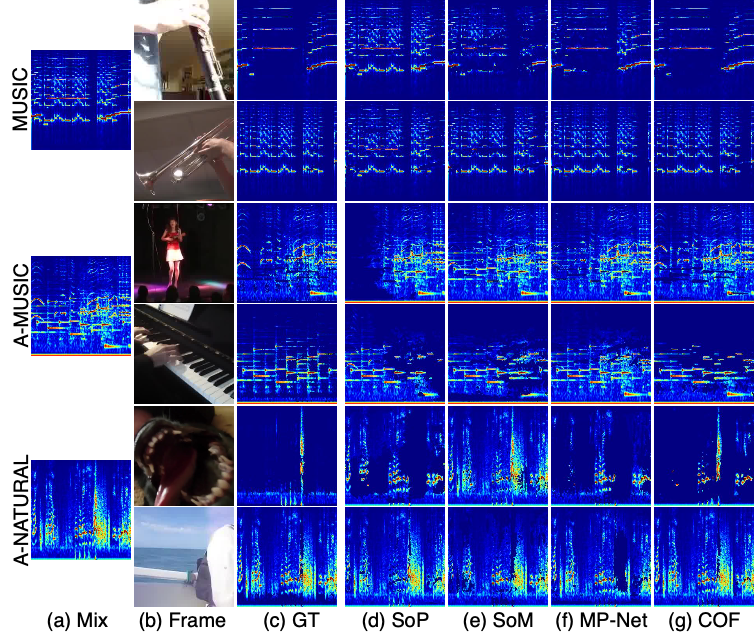 MUSIC
A-MUSIC
A-NATURAL
(a) Mix
(b) Frame
(c) GT
(d) SoP
(e) SoM
(f) MP-Net
(g) COF